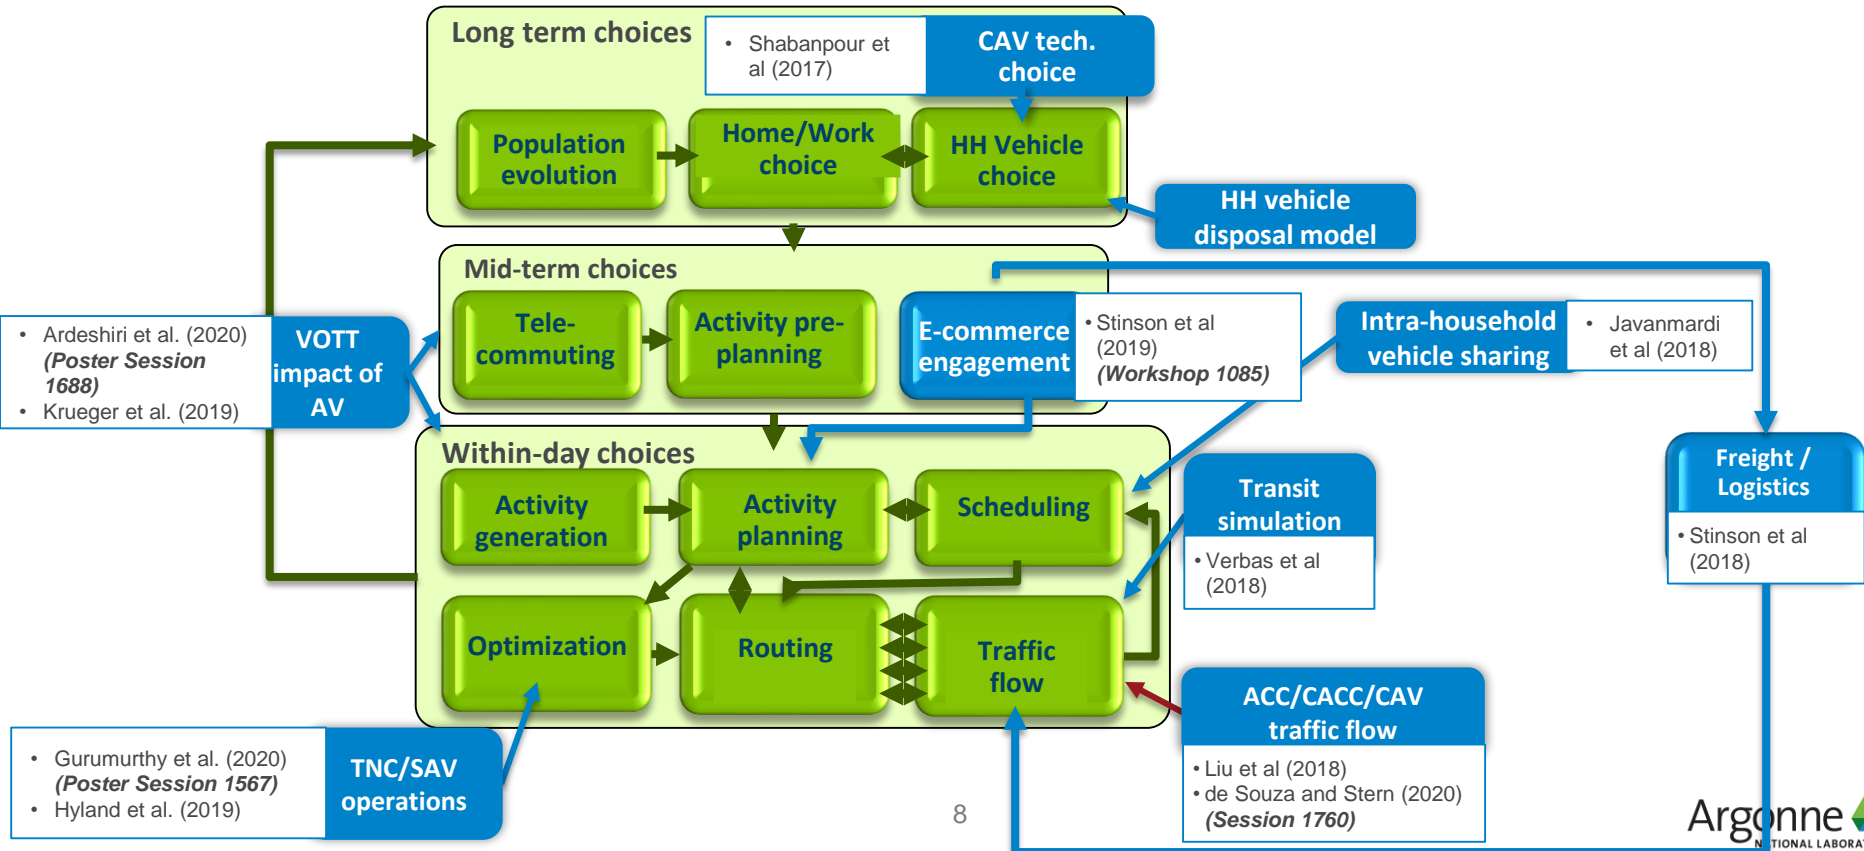 Long term choices
• Shabanpour et
al (2017)
CAV tech.
choice
Population
evolution
Home/Work
choice
HH Vehicle
choice
HH vehicle
disposal model
Mid-term choices
Tele-
commuting
Activity pre-
planning
E-commerce
engagement
• Stinson et al
(2019)
(Workshop 1085)
Intra-household
vehicle sharing
• Javanmardi
et al (2018)
• Ardeshiri et al. (2020)
(Poster Session
1688)
• Krueger et al. (2019)
VOTT
impact of
AV
Within-day choices
Activity
generation
Activity
planning
Scheduling
Transit
simulation
• Verbas et al
(2018)
Freight /
Logistics
• Stinson et al
(2018)
Optimization
Routing
Traffic
flow
ACC/CACC/CAV
traffic flow
• Liu et al (2018)
• de Souza and Stern (2020)
(Session 1760)
• Gurumurthy et al. (2020)
(Poster Session 1567)
• Hyland et al. (2019)
TNC/SAV
operations
8
Argonne
NATIONAL LABORA